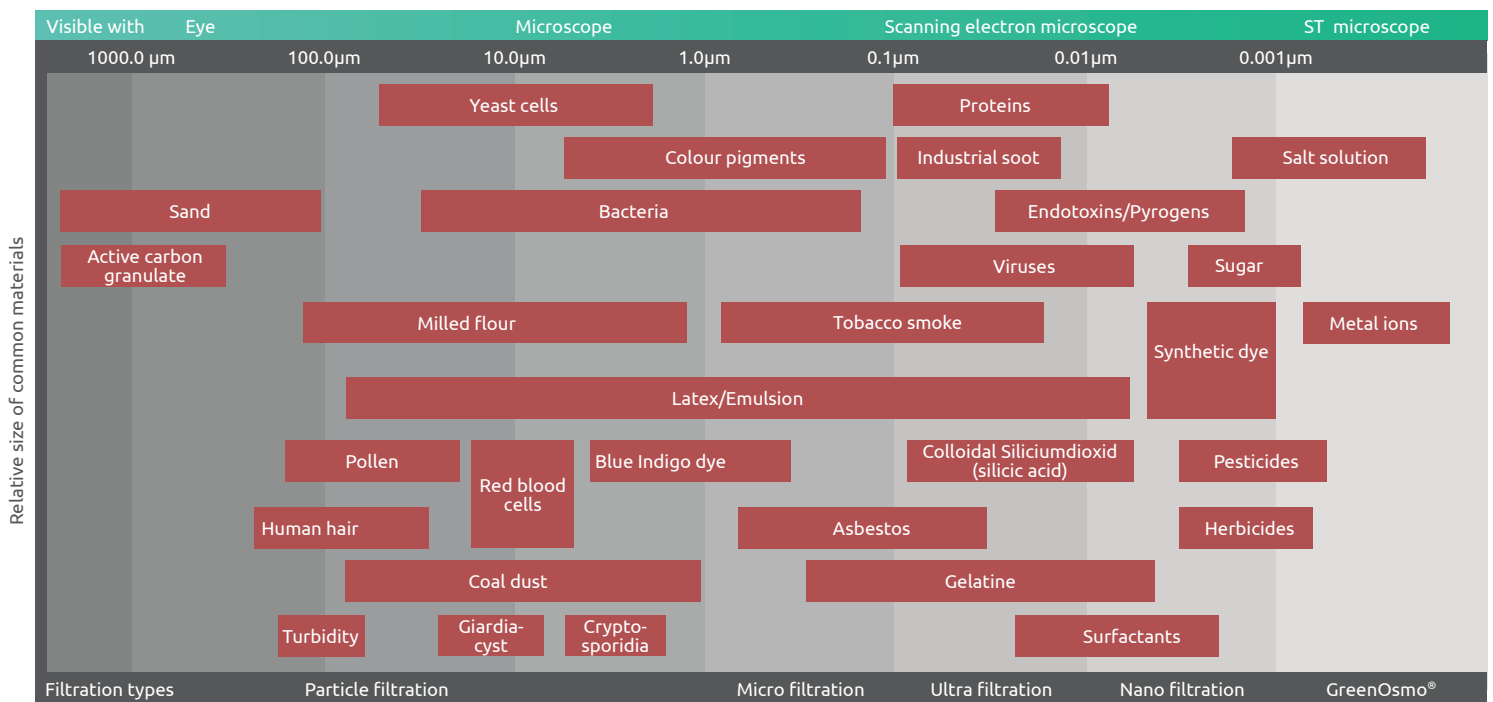 Visible with Eye Microscope Scanning electron microscope ST microscope
1000.0 μm 100.0μm 10.0μm 1.0μm 0.1μm 0.01μm 0.001μm
Relative size of common materials
Yeast cells
Proteins
Colour pigments
Industrial soot
Salt solution
Sand
Bacteria
Endotoxins/Pyrogens
Active carbon
granulate
Viruses
Sugar
Milled flour
Tobacco smoke
Synthetic dye
Metal ions
Latex/Emulsion
Pollen
Red blood
cells
Blue Indigo dye
Colloidal Siliciumdioxid
(silicic acid)
Pesticides
Human hair
Asbestos
Herbicides
Coal dust
Gelatine
Turbidity
Giardia-
cyst
Crypto-
sporidia
Surfactants
Filtration types Particle filtration Micro filtration Ultra filtration Nano filtration GreenOsmo®